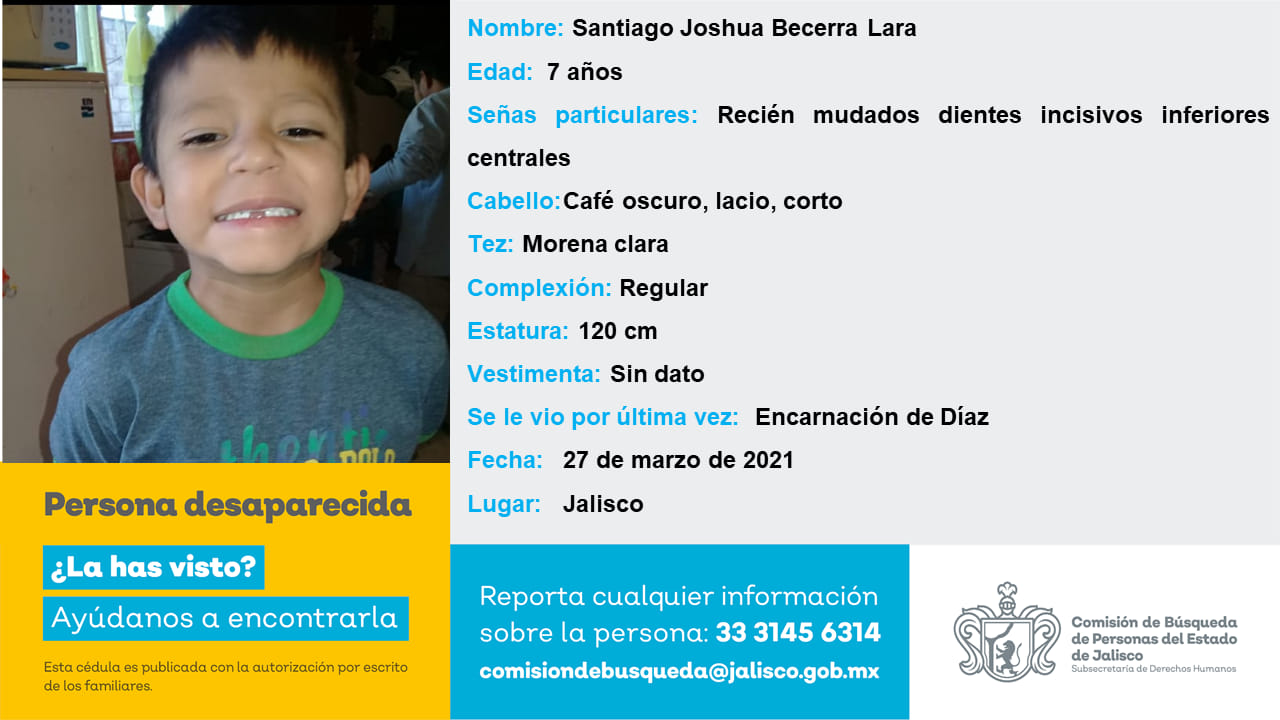 Nombre: Santiago Joshua Becerra Lara
Edad: 7 años
Señas particulares: Recién mudados dientes incisivos inferiores
centrales
Cabello:Café oscuro, lacio, corto
Tez: Morena clara
Complexión: Regular
Estatura: 120 cm
Vestimenta: Sin dato
Se le vio por última vez: Encarnación de Díaz
Fecha: 27 de marzo de 2021
Lugar: Jalisco
Persona desaparecida
¿La has visto?
Ayúdanos a encontrarla
Esta cédula es publicada con la autorización por escrito
de los familiares.
Reporta cualquier información
sobre la persona: 33 3145 6314
comisiondebusqueda@jalisco.gob.mx
Comisión de Búsqueda
de Personas del Estado
de Jalisco
Subsecretaría de Derechos Humanos